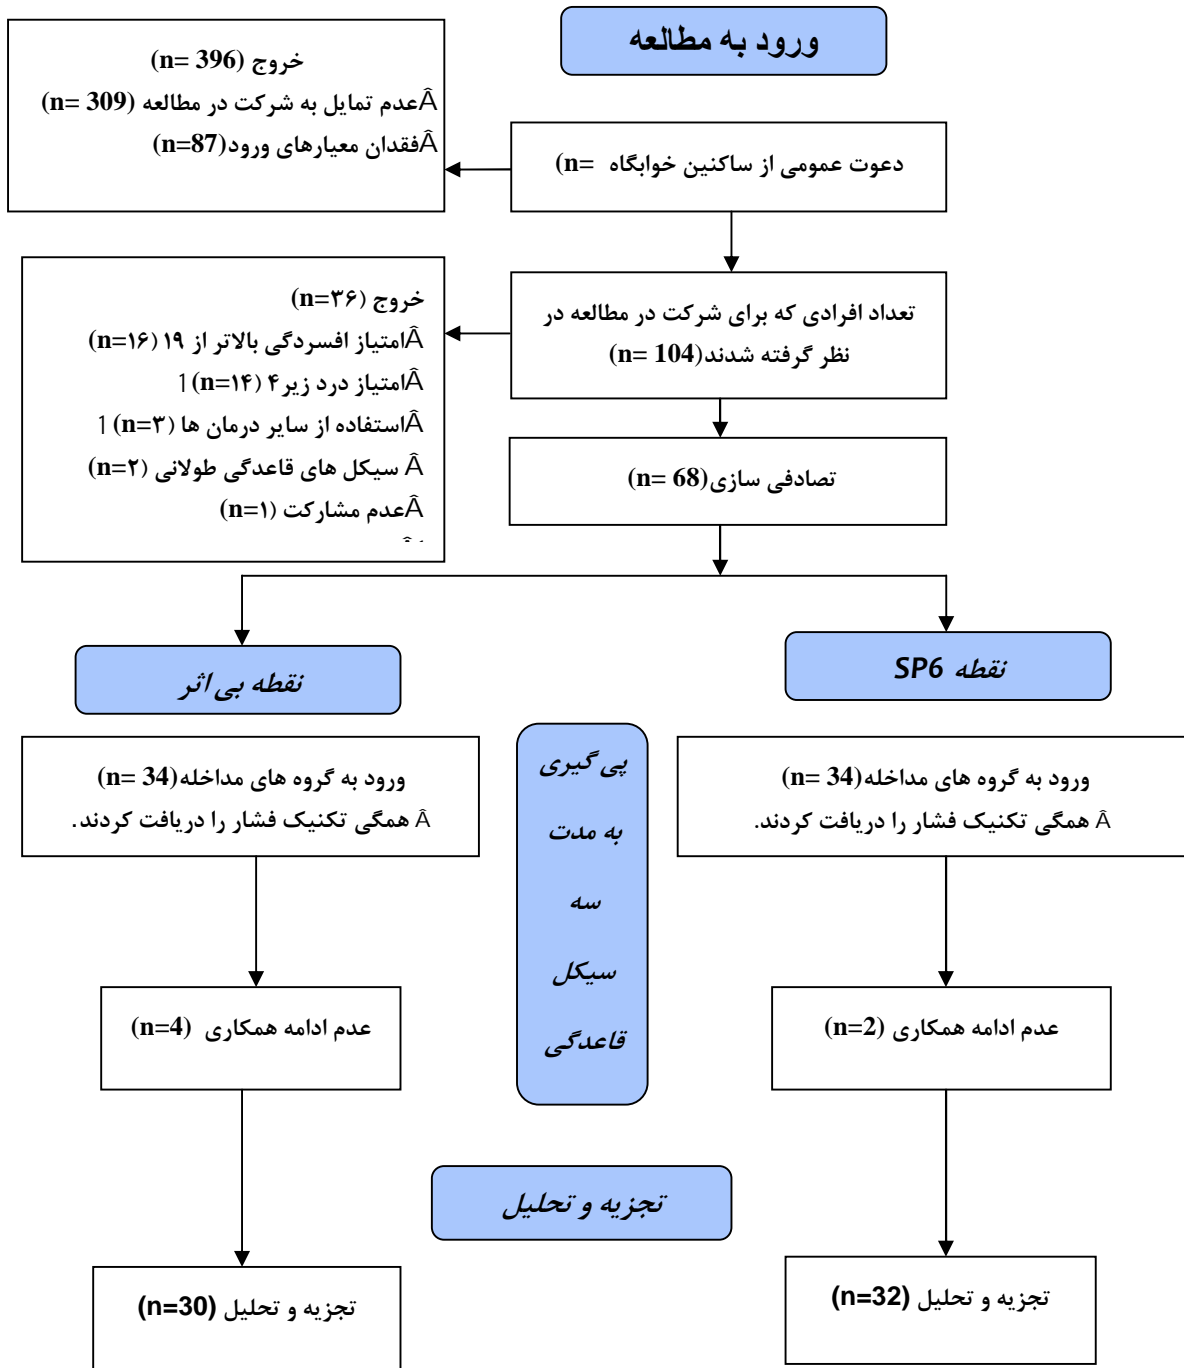 ورود به مطالعه
خروج (n= 396)
Âعدم تمایل به شرکت در مطالعه (n= 309)
Âفقدان معیارهای ورود(n=87)
دعوت عمومی از ساکنین خوابگاه (n=
تعداد افرادی که برای شرکت در مطالعه در
نظر گرفته شدند(n= 104)
خروج (n=۳۶)
Âامتیاز افسردگی بالاتر از ۱۹ (n=۱۶)
Âامتیاز درد زیر۴ (n=۱۴) 1
Âاستفاده از سایر درمان ها (n=۳) 1
Â سیکل های قاعدگی طولانی (n=۲)
Âعدم مشارکت (n=۱)
تصادفی سازی(n= 68)
نقطه SP6
نقطه بی اثر
ورود به گروه های مداخله(n= 34)
Â همگی تکنیک فشار را دریافت کردند.
ورود به گروه های مداخله(n= 34)
Â همگی تکنیک فشار را دریافت کردند.
پی گیری
به مدت
سه
سیکل
قاعدگی
عدم ادامه همکاری (n=2)
عدم ادامه همکاری (n=4)
تجزیه و تحلیل
تجزیه و تحلیل (n=32)
تجزیه و تحلیل (n=30)